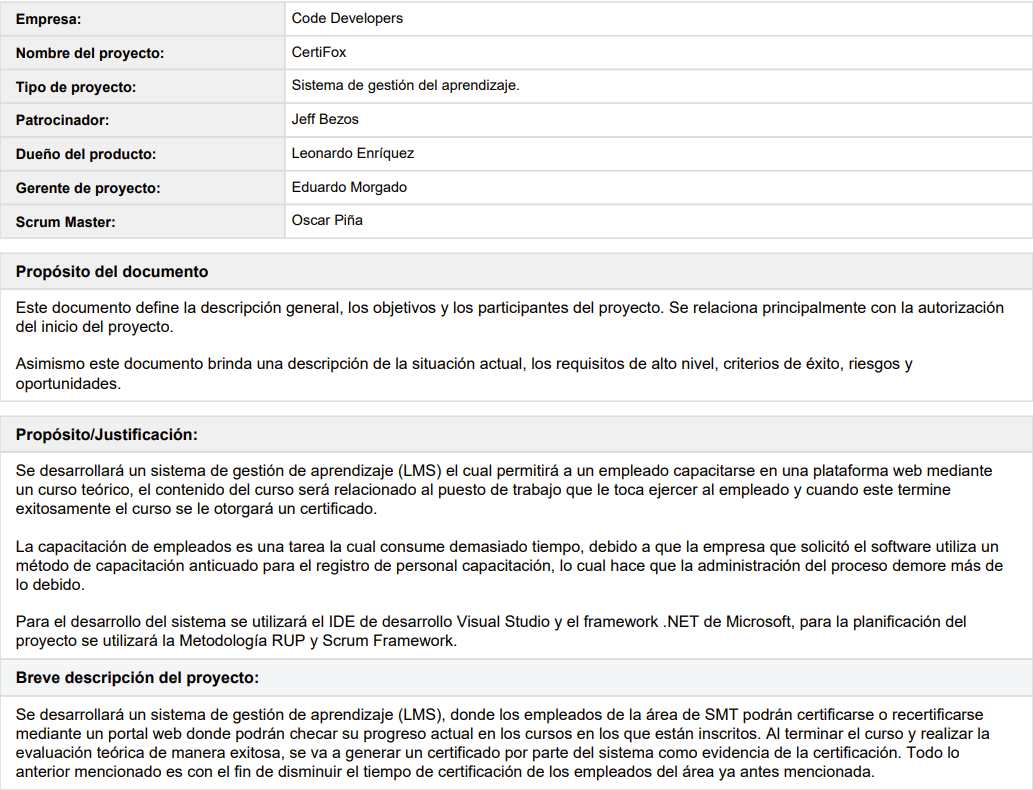 Empresa: Code Developers
Nombre del proyecto: CertiFox
Tipo de proyecto: Sistema de gestión del aprendizaje.
Patrocinador: Jeff Bezos
Dueño del producto: Leonardo Enríquez
Gerente de proyecto: Eduardo Morgado
Scrum Master: Oscar Piña
Propósito del documento
Este documento define la descripción general, los objetivos y los participantes del proyecto. Se relaciona principalmente con la autorización
del inicio del proyecto.
Asimismo este documento brinda una descripción de la situación actual, los requisitos de alto nivel, criterios de éxito, riesgos y
oportunidades.
Propósito/Justificación:
Se desarrollará un sistema de gestión de aprendizaje (LMS) el cual permitirá a un empleado capacitarse en una plataforma web mediante
un curso teórico, el contenido del curso será relacionado al puesto de trabajo que le toca ejercer al empleado y cuando este termine
exitosamente el curso se le otorgará un certificado.
La capacitación de empleados es una tarea la cual consume demasiado tiempo, debido a que la empresa que solicitó el software utiliza un
método de capacitación anticuado para el registro de personal capacitación, lo cual hace que la administración del proceso demore más de
lo debido.
Para el desarrollo del sistema se utilizará el IDE de desarrollo Visual Studio y el framework .NET de Microsoft, para la planificación del
proyecto se utilizará la Metodología RUP y Scrum Framework.
Breve descripción del proyecto:
Se desarrollará un sistema de gestión de aprendizaje (LMS), donde los empleados de la área de SMT podrán certificarse o recertificarse
mediante un portal web donde podrán checar su progreso actual en los cursos en los que están inscritos. Al terminar el curso y realizar la
evaluación teórica de manera exitosa, se va a generar un certificado por parte del sistema como evidencia de la certificación. Todo lo
anterior mencionado es con el fin de disminuir el tiempo de certificación de los empleados del área ya antes mencionada.